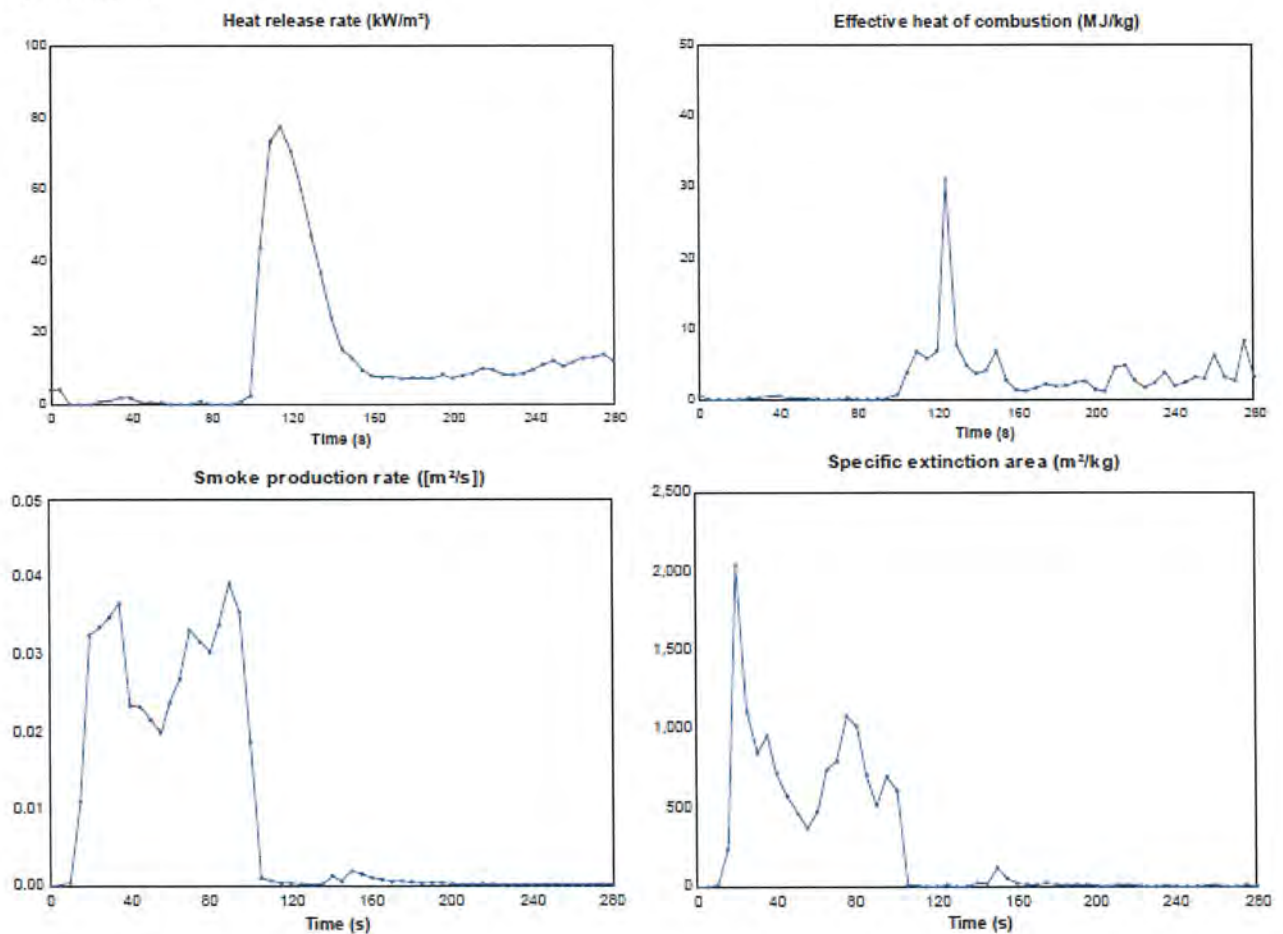 Heat release rate (kW/m²)
100
80
60
40
20
0
0 40 80 120 160 200 240 280
Time (s)
Effective heat of combustion (MJ/kg)
50
40
30
20
10
0
0 40 80 120 160 200 240 280
Time (s)
Smoke production rate ([m²/s])
0.05
0.04
0.03
0.02
0.01
0.00
0 40 80 120 160 200 240 280
Time (s)
Specific extinction area (m²/kg)
2,500
2,000
1,500
1,000
500
0
0 40 80 120 160 200 240 280
Time (s)